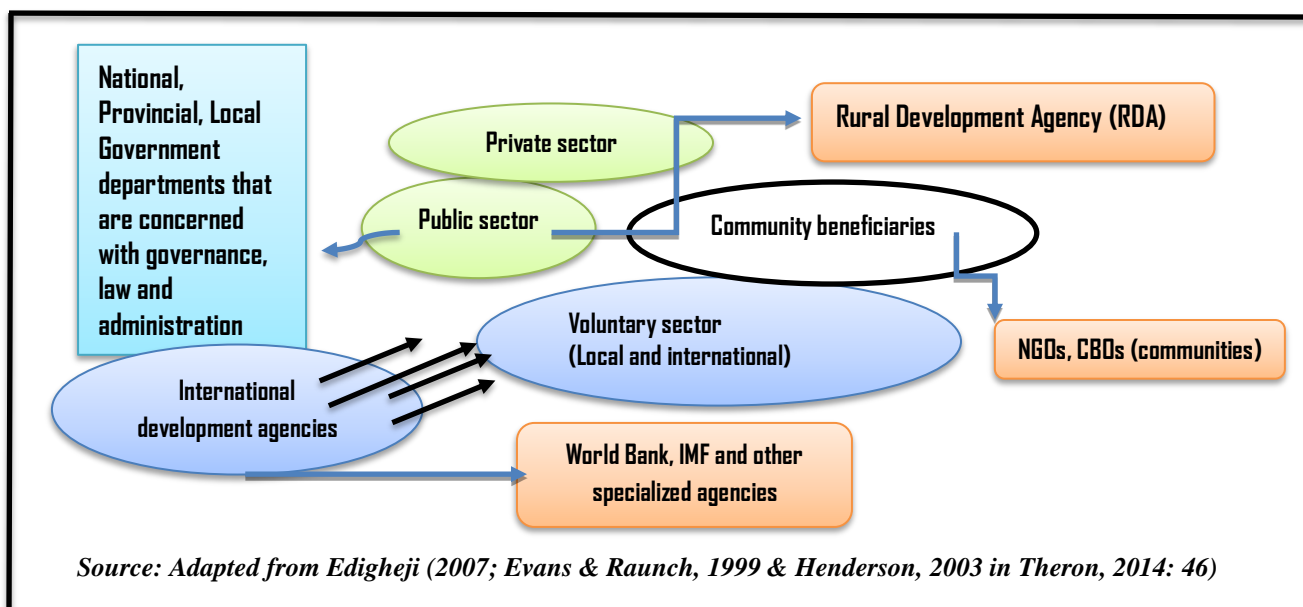 National,
Provincial, Local
Government
departments that
are concerned
with governance,
law and
administration
Private sector
Public sector
Rural Development Agency (RDA)
Community beneficiaries
Voluntary sector
(Local and international)
NGOs, CBOs (communities)
International
development agencies
World Bank, IMF and other
specialized agencies
Source: Adapted from Edigheji (2007; Evans & Raunch, 1999 & Henderson, 2003 in Theron, 2014: 46)